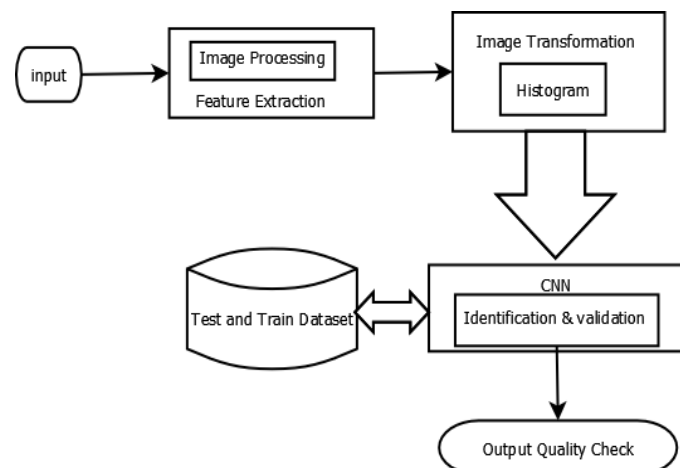 input
Image Processing
Feature Extraction
Image Transformation
Histogram
CNN
Identification & validation
Test and Train Dataset
Output Quality Check